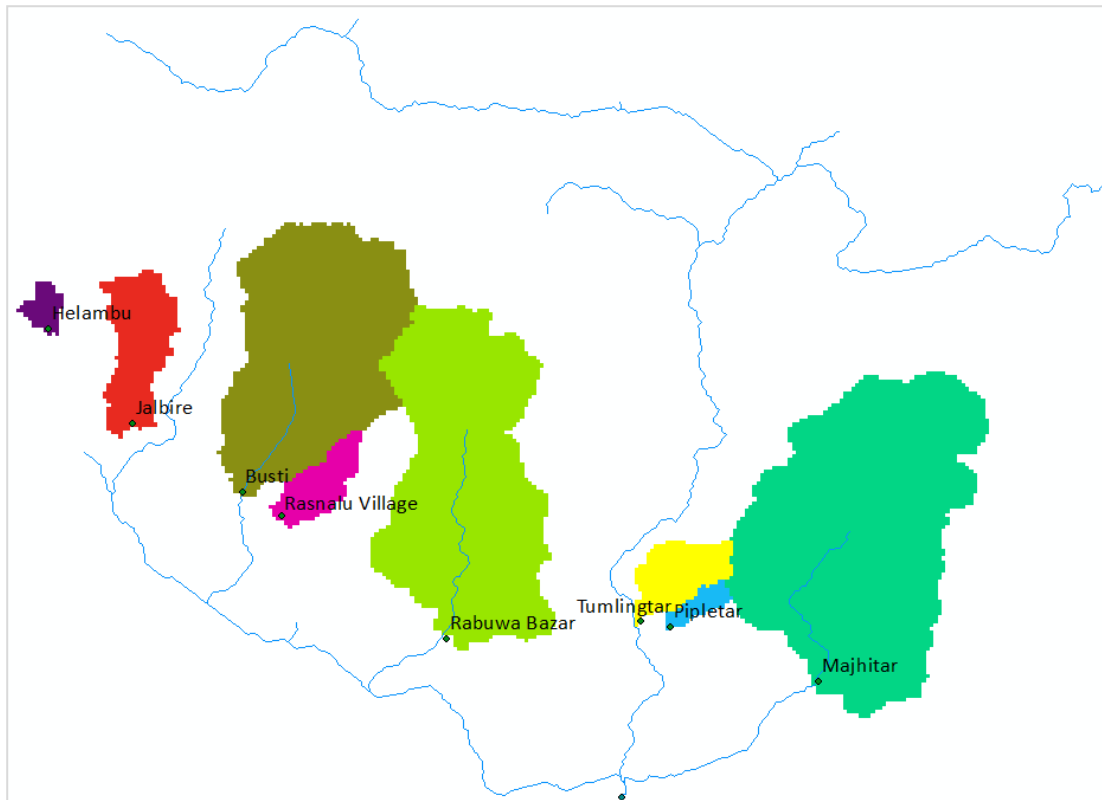 Helambu
Jalbire
Busti
Rasnalu Village
Tumlingtar
Pipletar
Rabuwa Bazar
Majhitar